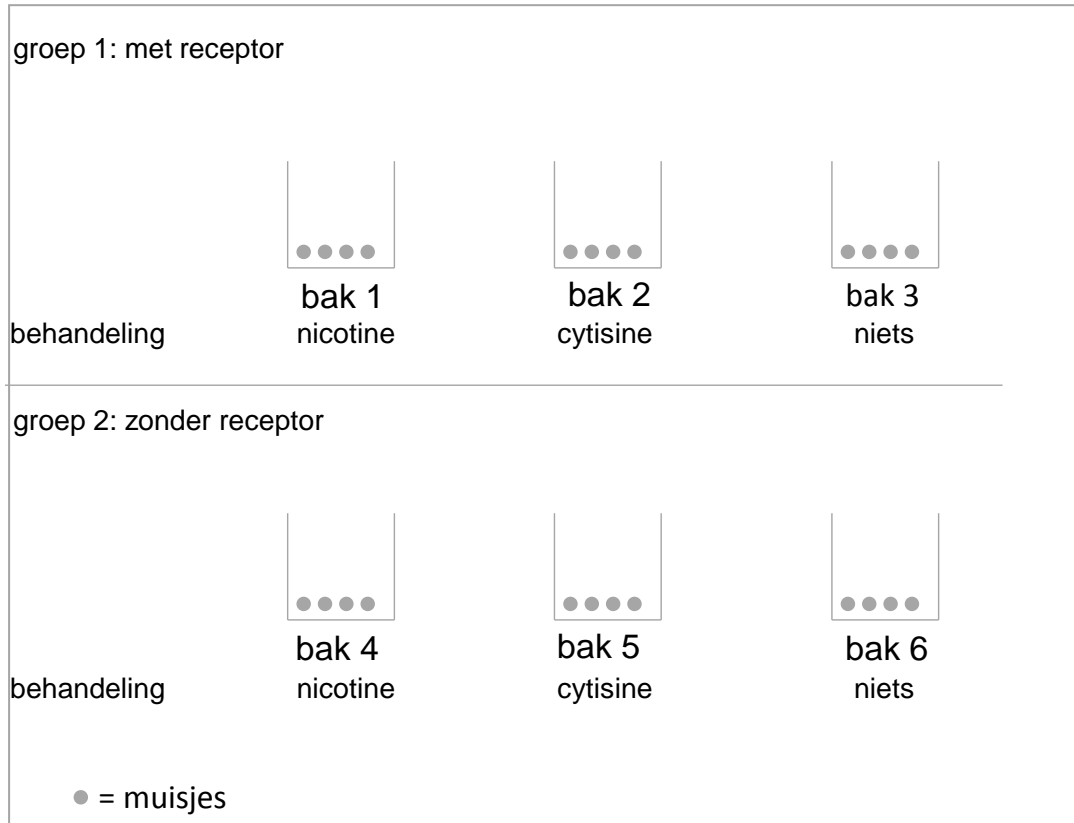 groep 1: met receptor
bak 1 bak 2 bak 3
behandeling nicotine cytisine niets
groep 2: zonder receptor
bak 4 bak 5 bak 6
behandeling nicotine cytisine niets
= muisjes